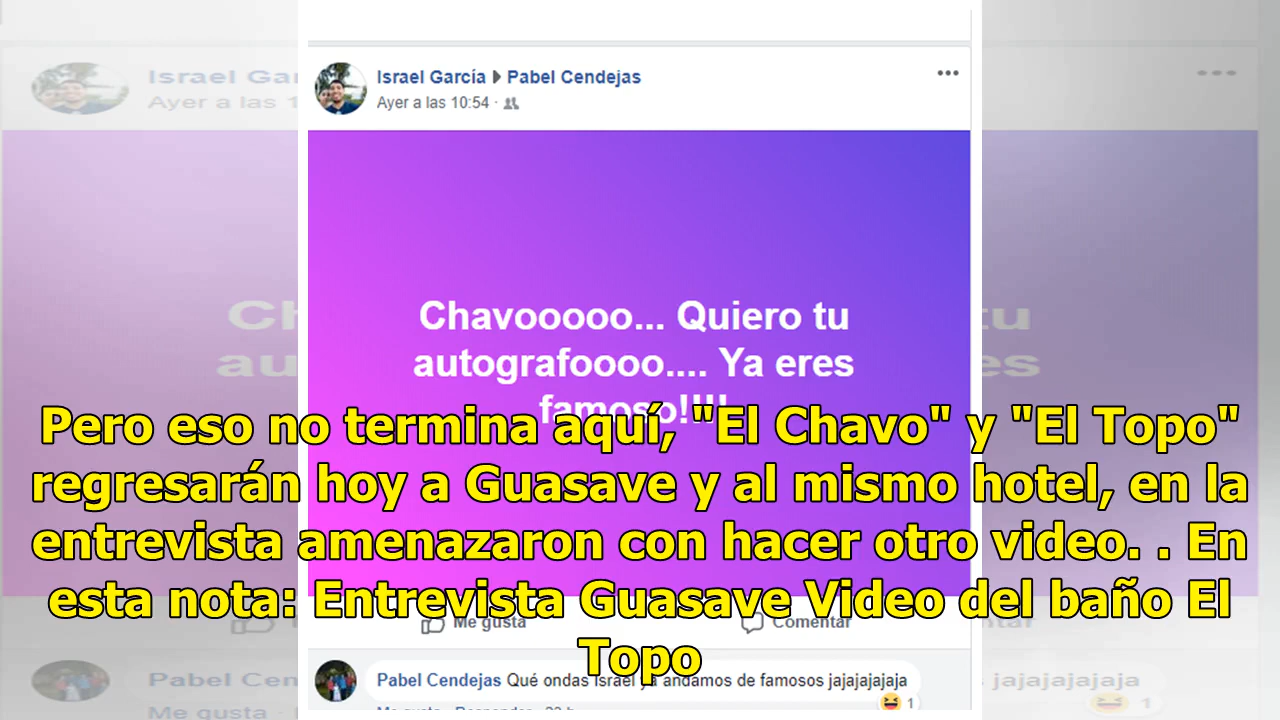 Israel García ▸ Pabel Cendejas
Ayer a las 10:54 ·
Chavooooo... Quiero tu
autografoooo.... Ya eres
famoso!!!!
Pero eso no termina aquí, "El Chavo" y "El Topo"
regresarán hoy a Guasave y al mismo hotel, en la
entrevista amenazaron con hacer otro video. . En
esta nota: Entrevista Guasave Video del baño El
Topo
Me gusta Comentar
Pabel Cendejas Qué ondas Israel ya andamos de famosos jajajajajaja
1